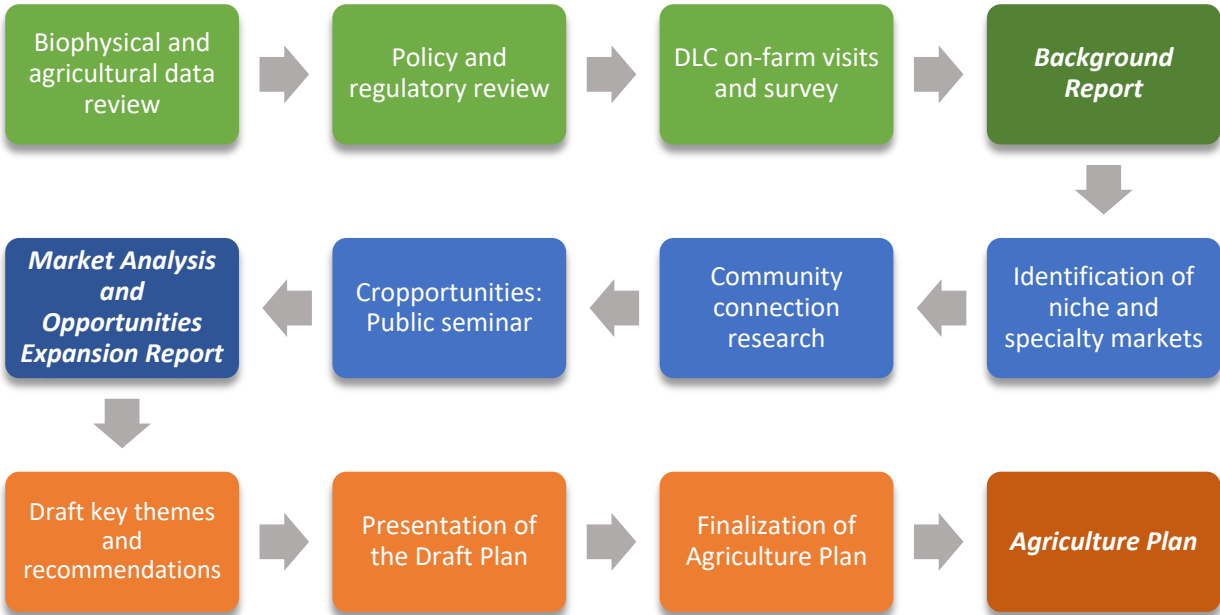 Biophysical and
agricultural data
review
Policy and
regulatory review
DLC on-farm visits
and survey
Background
Report
Market Analysis
and
Opportunities
Expansion Report
Cropportunities:
Public seminar
Community
connection
research
Identification of
niche and
specialty markets
Draft key themes
and
recommendations
Presentation of
the Draft Plan
Finalization of
Agriculture Plan
Agriculture Plan